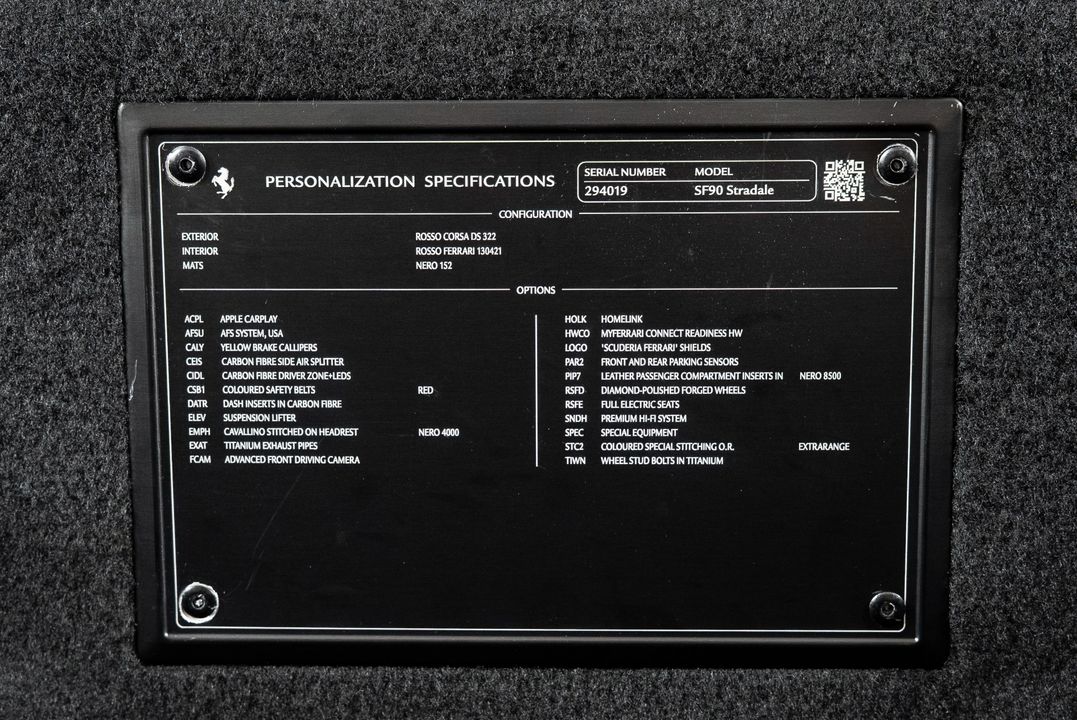 PERSONALIZATION SPECIFICATIONS
SERIAL NUMBER MODEL
294019 SF90 Stradale
CONFIGURATION
EXTERIOR ROSSO CORSA DS 322
INTERIOR ROSSO FERRARI 130421
MATS NERO 152
OPTIONS
ACPL APPLE CARPLAY
AFSU AFS SYSTEM, USA
CALY YELLOW BRAKE CALLIPERS
CEIS CARBON FIBRE SIDE AIR SPLITTER
CIDL CARBON FIBRE DRIVER ZONE+LEDS
CSB1 COLOURED SAFETY BELTS RED
DATR DASH INSERTS IN CARBON FIBRE
ELEV SUSPENSION LIFTER
EMPH CAVALLINO STITCHED ON HEADREST NERO 4000
EXAT TITANIUM EXHAUST PIPES
FCAM ADVANCED FRONT DRIVING CAMERA
HOLK HOMELINK
HWCO MYFERRARI CONNECT READINESS HW
LOGO 'SCUDERIA FERRARI' SHIELDS
PAR2 FRONT AND REAR PARKING SENSORS
PIP7 LEATHER PASSENGER COMPARTMENT INSERTS IN NERO 8500
RSFD DIAMOND-POLISHED FORGED WHEELS
RSFE FULL ELECTRIC SEATS
SNDH PREMIUM HI-FI SYSTEM
SPEC SPECIAL EQUIPMENT
STC2 COLOURED SPECIAL STITCHING O.R. EXTRARANGE
TIWN WHEEL STUD BOLTS IN TITANIUM